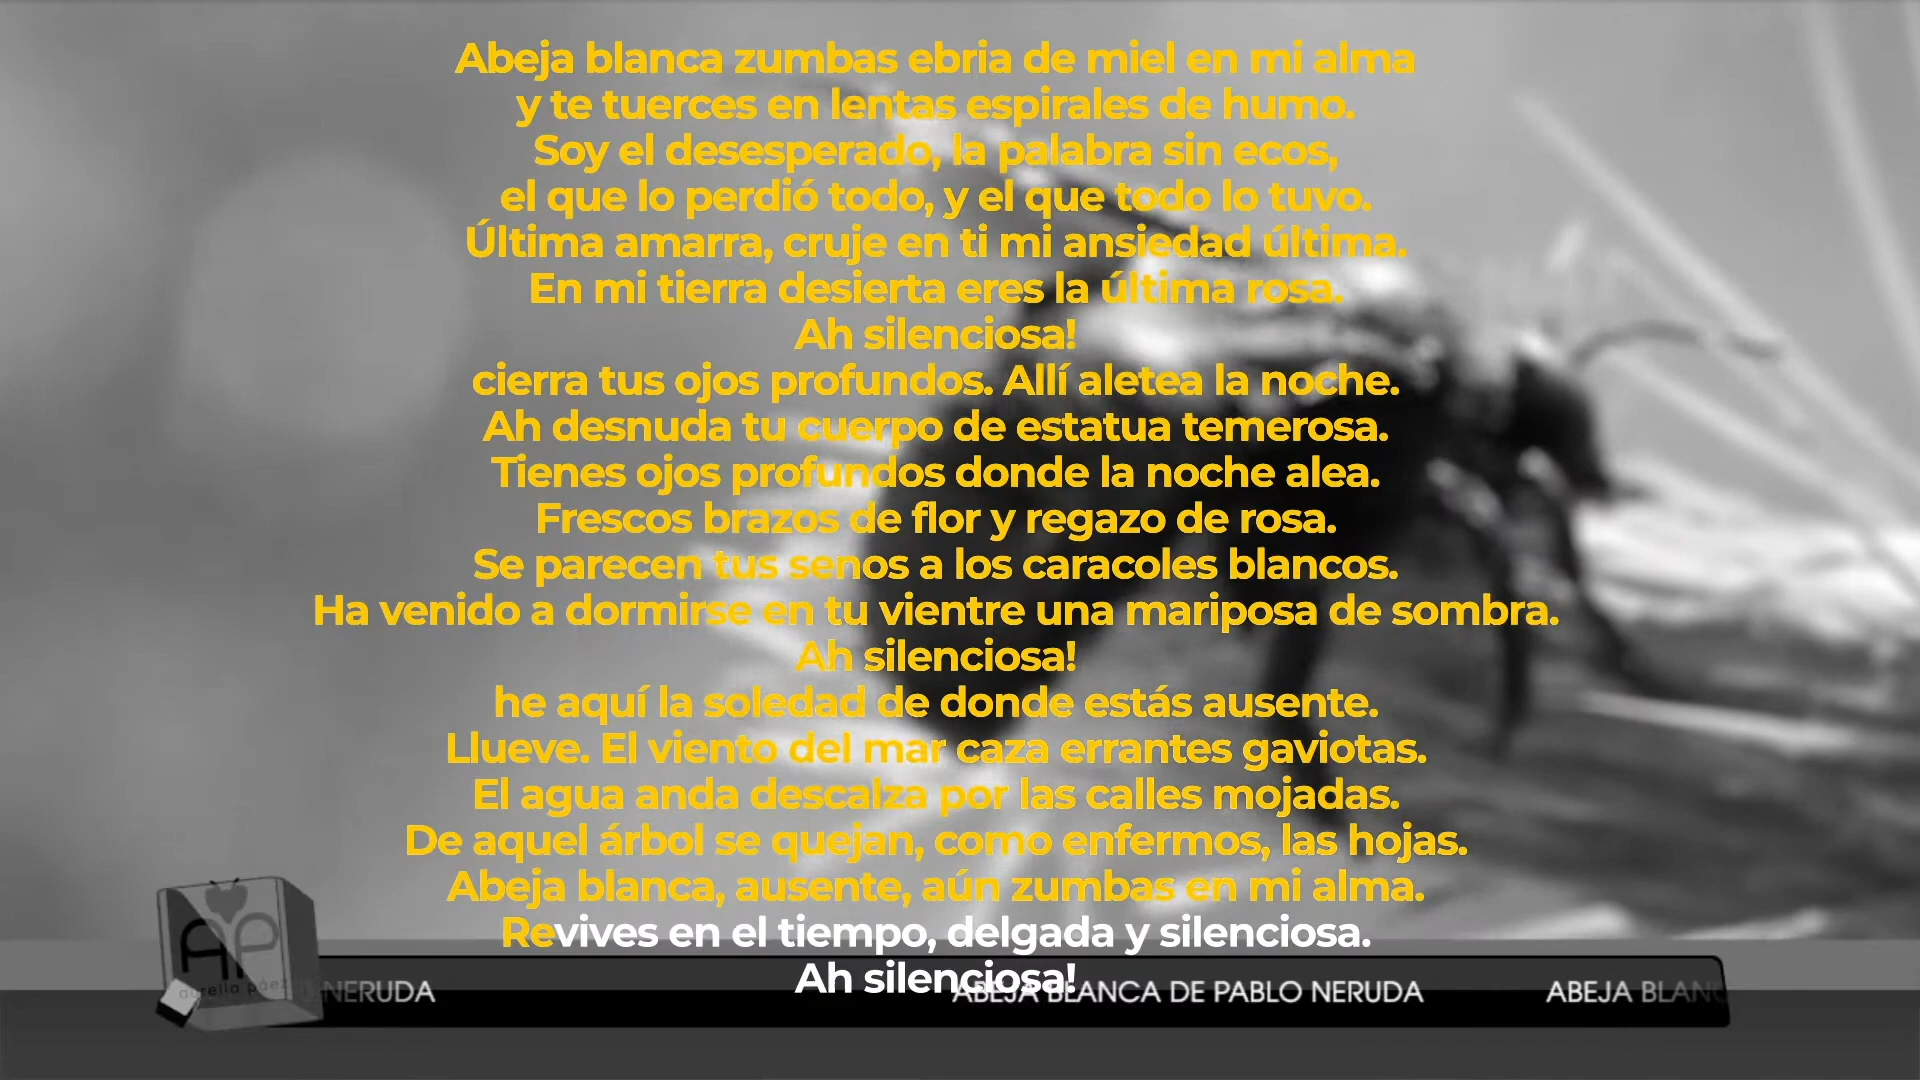 Abeja blanca zumbas ebria de miel en mi alma
y te tuerces en lentas espirales de humo.
Soy el desesperado, la palabra sin ecos,
el que lo perdió todo, y el que todo lo tuvo.
Última amarra, cruje en ti mi ansiedad última.
En mi tierra desierta eres la última rosa.
Ah silenciosa!
cierra tus ojos profundos. Allí aletea la noche.
Ah desnuda tu cuerpo de estatua temerosa.
Tienes ojos profundos donde la noche alea.
Frescos brazos de flor y regazo de rosa.
Se parecen tus senos a los caracoles blancos.
Ha venido a dormirse en tu vientre una mariposa de sombra.
Ah silenciosa!
he aquí la soledad de donde estás ausente.
Llueve. El viento del mar caza errantes gaviotas.
El agua anda descalza por las calles mojadas.
De aquel árbol se quejan, como enfermos, las hojas.
Abeja blanca, ausente, aún zumbas en mi alma.
Revives en el tiempo, delgada y silenciosa.
Ah silenciosa!
AP
aurelio páez
NERUDA ABEJA BLANCA DE PABLO NERUDA ABEJA BLANC